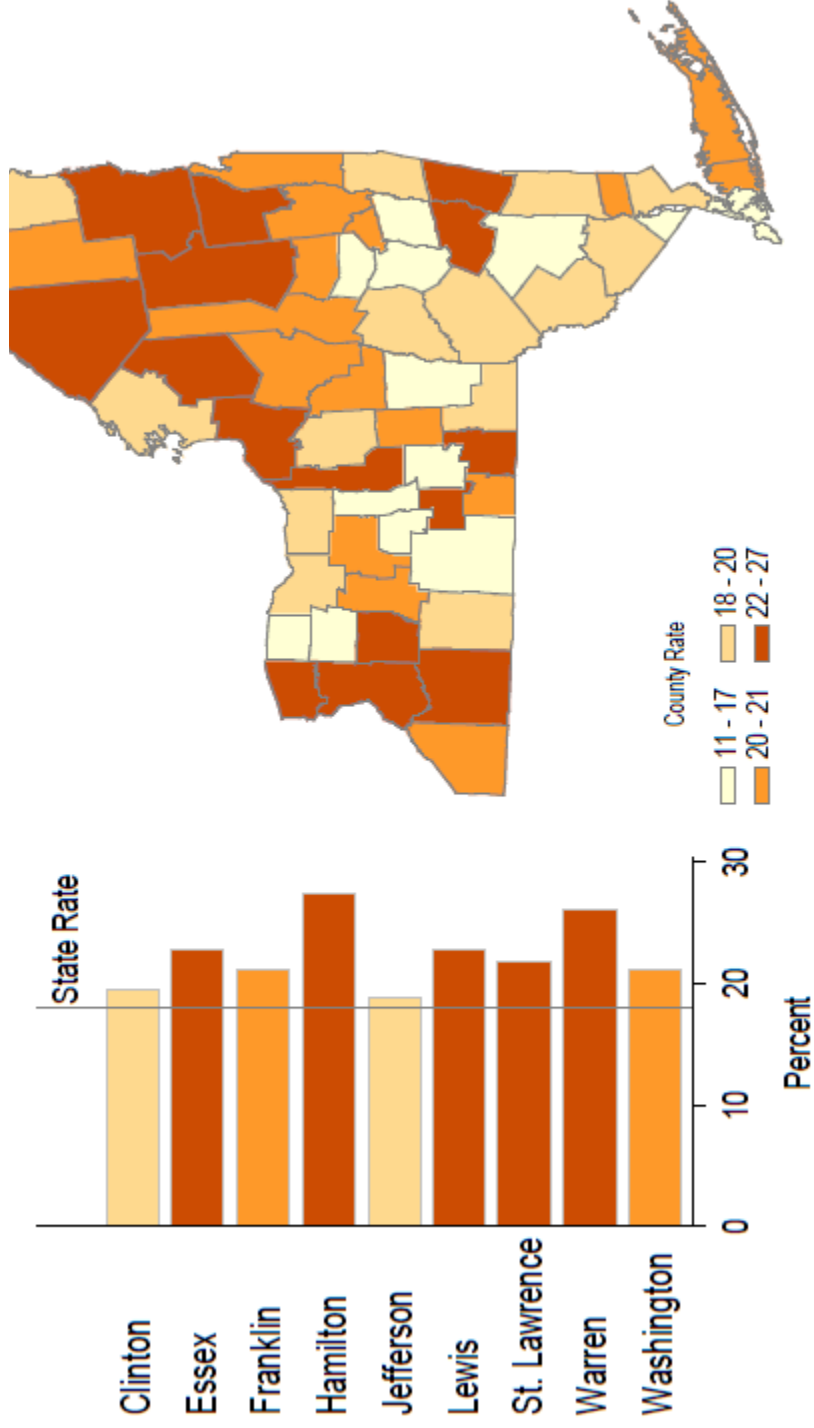 State Rate
Clinton
Essex
Franklin
Hamilton
Jefferson
Lewis
St. Lawrence
Warren
Washington
0 10 20 30
Percent
County Rate
11 - 17 18 - 20
20 - 21 22 - 27